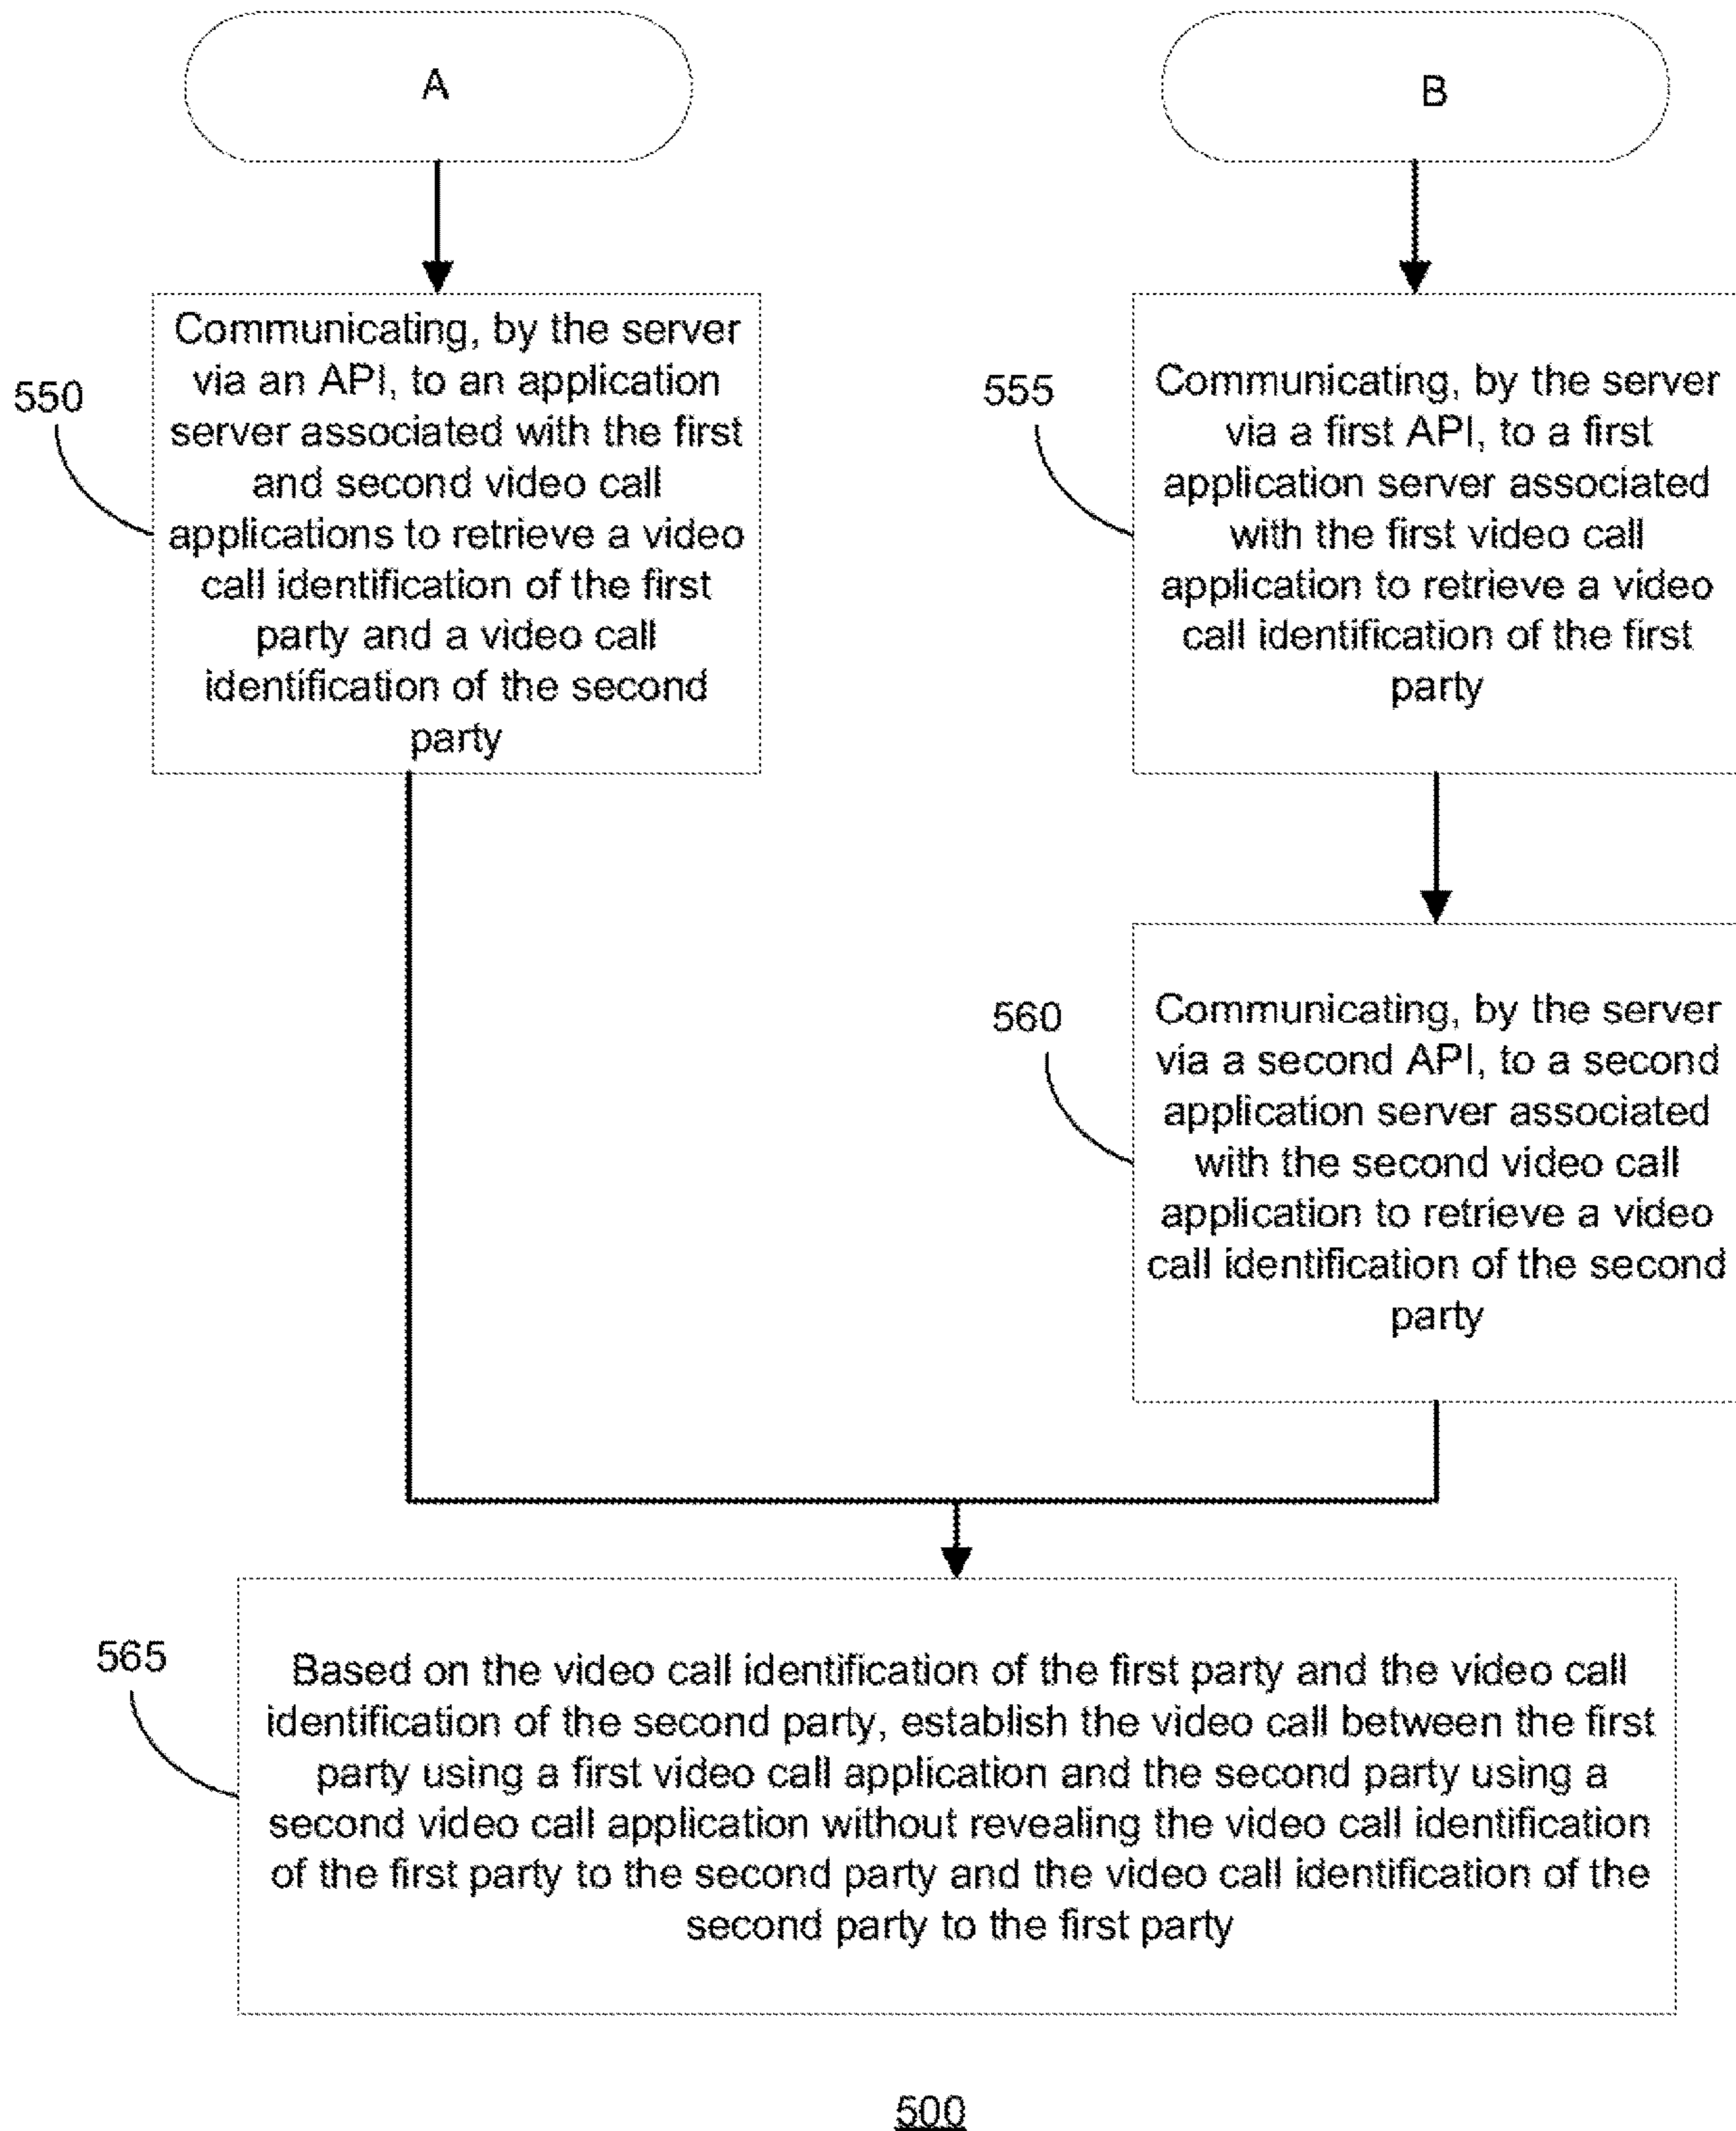 A
B
550
Communicating, by the server
via an API, to an application
server associated with the first
and second video call
applications to retrieve a video
call identification of the first
party and a video call
identification of the second
party
555
Communicating, by the server
via a first API, to a first
application server associated
with the first video call
application to retrieve a video
call identification of the first
party
560
Communicating, by the server
via a second API, to a second
application server associated
with the second video call
application to retrieve a video
call identification of the second
party
565
Based on the video call identification of the first party and the video call
identification of the second party, establish the video call between the first
party using a first video call application and the second party using a
second video call application without revealing the video call identification
of the first party to the second party and the video call identification of the
second party to the first party
500